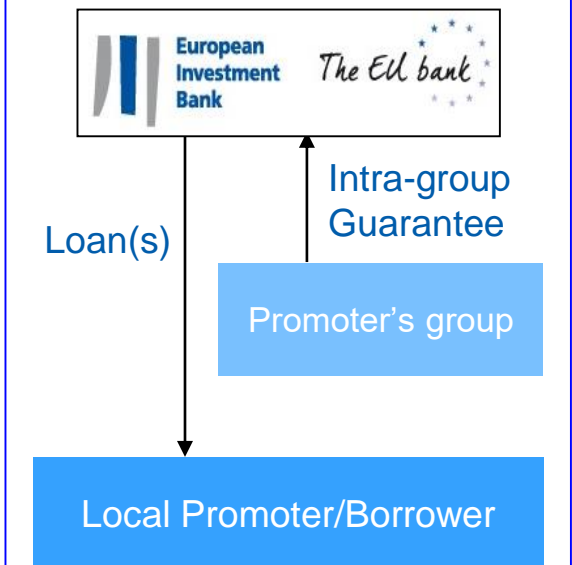 European
Investment
Bank
The EU bank
Intra-group
Guarantee
Loan(s)
Promoter's group
Local Promoter/Borrower